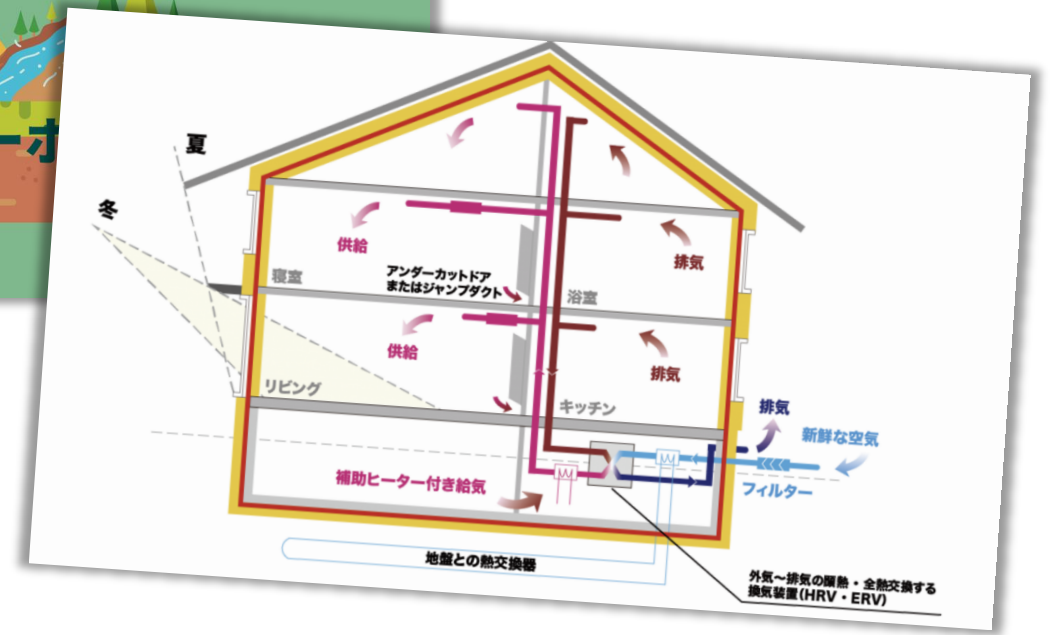 ーポ
夏
冬
供給
排気
寝室
アンダーカットドア
またはジャンプダクト
浴室
供給
排気
リビング
キッチン
排気
新鮮な空気
補助ヒーター付き給気
フィルター
地盤との熱交換器
外気〜排気の顕熱・全熱交換する
換気装置(HRV・ERV)